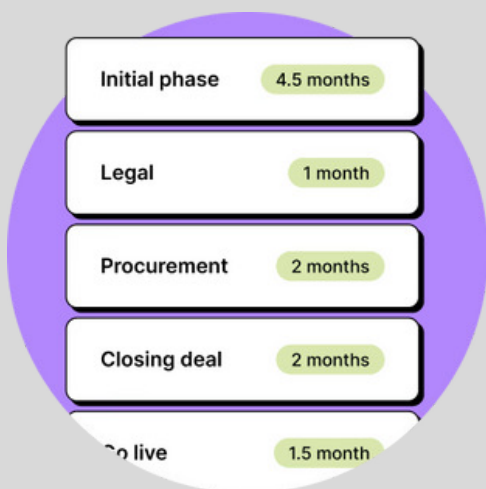 Initial phase 4.5 months
Legal 1 month
Procurement 2 months
Closing deal 2 months
Go live 1.5 month